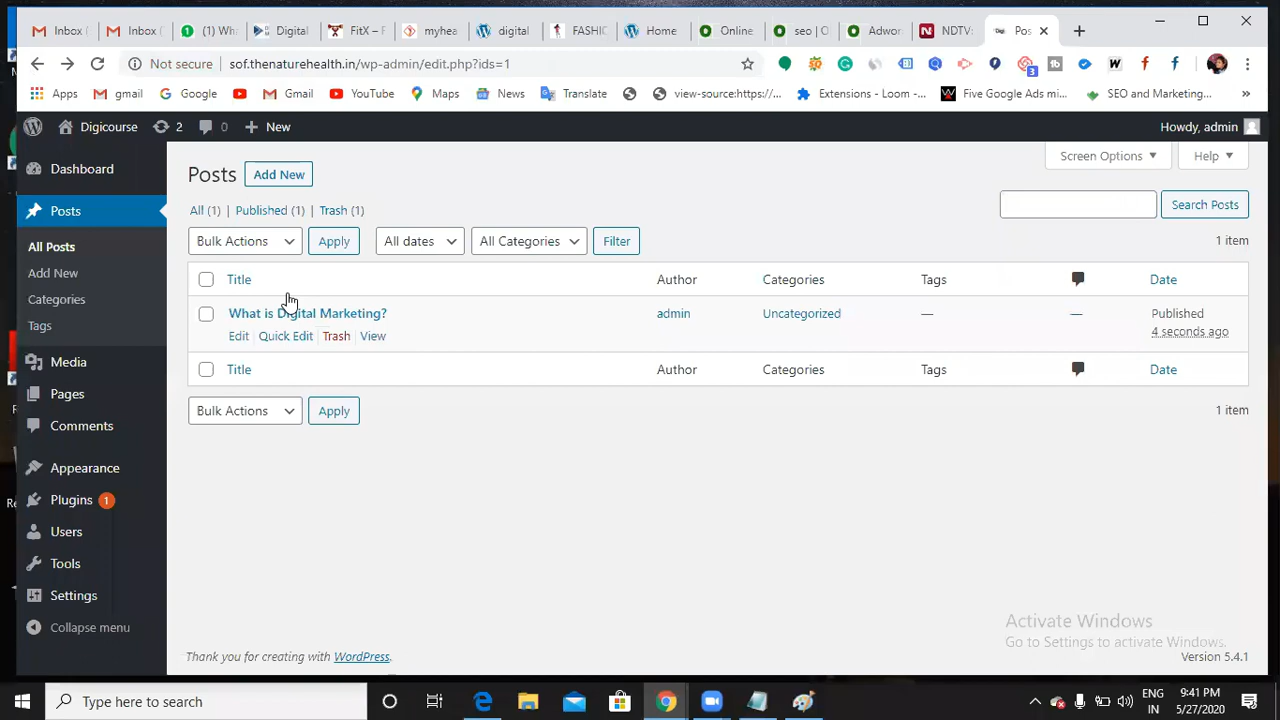 Inbox (
Inbox (
(1) Wh
Digital
FitX – F
myhea
digital
FASHIC
Home
Online
seo | O
Adwor
NDTV:
Pos
Not secure
sof.thenaturehealth.in/wp-admin/edit.php?ids=1
3
Apps
gmail
Google
Gmail
YouTube
Maps
News
Translate
view-source:https://...
Extensions - Loom -...
Five Google Ads mi...
SEO and Marketing...
»
Digicourse
2
0
New
Howdy, admin
Dashboard
Posts
All Posts
Add New
Categories
Tags
Media
Pages
Comments
Appearance
Plugins 1
Users
Tools
Settings
Collapse menu
Posts
Add New
Screen Options
Help
All (1) | Published (1) | Trash (1)
Search Posts
Bulk Actions
Apply
All dates
All Categories
Filter
1 item
Title
Author
Categories
Tags
Date
What is Digital Marketing?
admin
Uncategorized
—
—
Published
4 seconds ago
Edit | Quick Edit | Trash | View
Title
Author
Categories
Tags
Date
Bulk Actions
Apply
1 item
Activate Windows
Go to Settings to activate Windows.
Thank you for creating with WordPress.
Version 5.4.1
Type here to search
ENG
IN
9:41 PM
5/27/2020